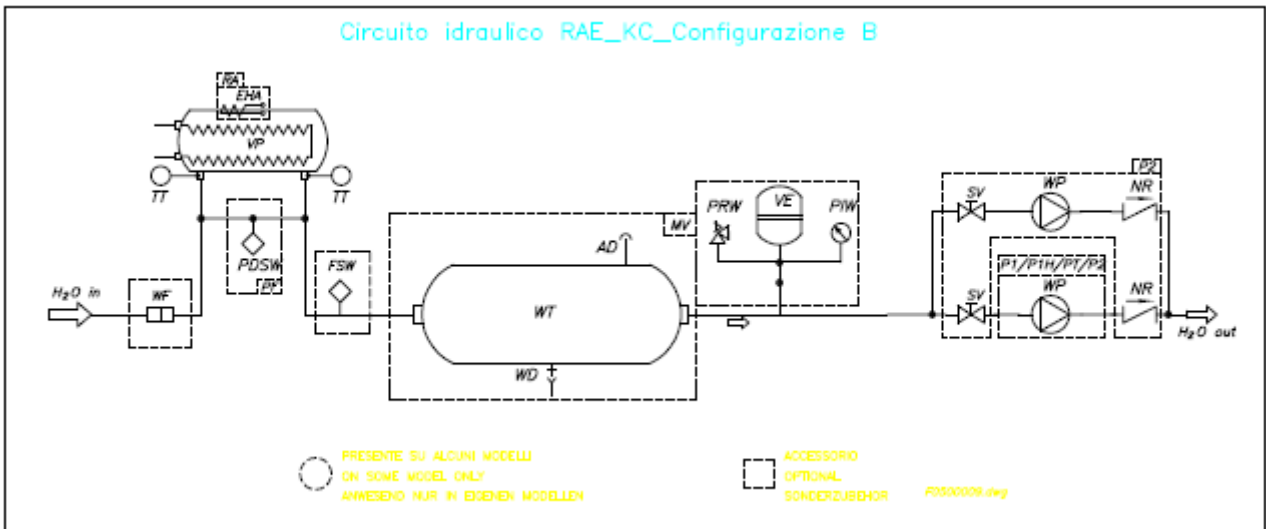 Circuito idraulico RAE_KC_Configurazione B
RA
EHA
VP
TT
TT
PDSW
PF
H₂O in
WF
FSW
MV
AD
WT
WD
PRW
VE
PIW
P2
SV
WP
NR
P1/P1H/PT/P2
SV
WP
NR
H₂O out
PRESENTE SU ALCUNI MODELLI
ON SOME MODEL ONLY
ANWESEND NUR IN EIGENEN MODELLEN
ACCESSORIO
OPTIONAL
SONDERZUBEHOR